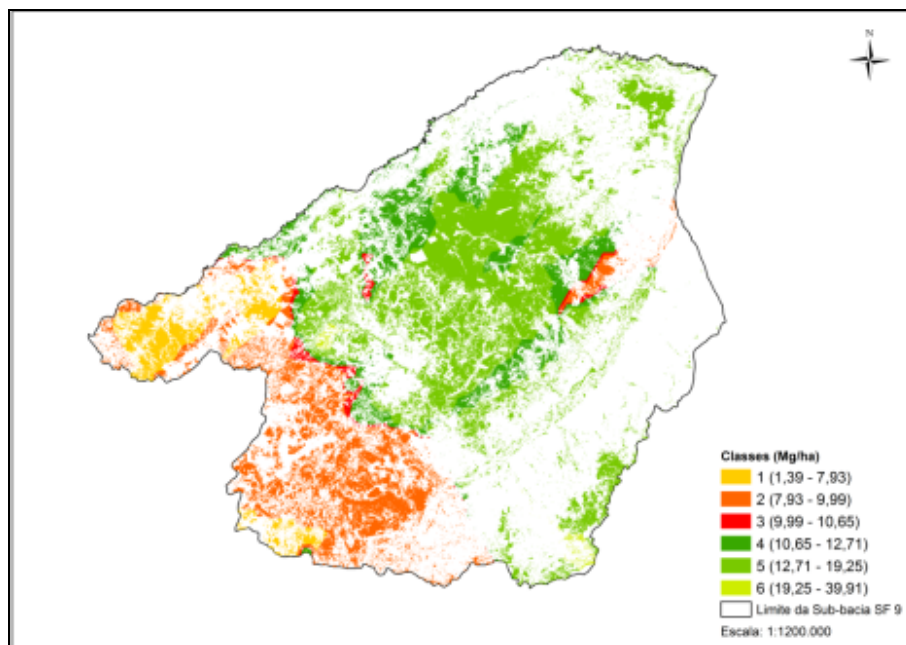 N
Classes (Mg/ha)
1 (1,39 - 7,93)
2 (7,93 - 9,99)
3 (9,99 - 10,65)
4 (10,65 - 12,71)
5 (12,71 - 19,25)
6 (19,25 - 39,91)
Limite da Sub-bacia SF 9
Escala: 1:1200.000